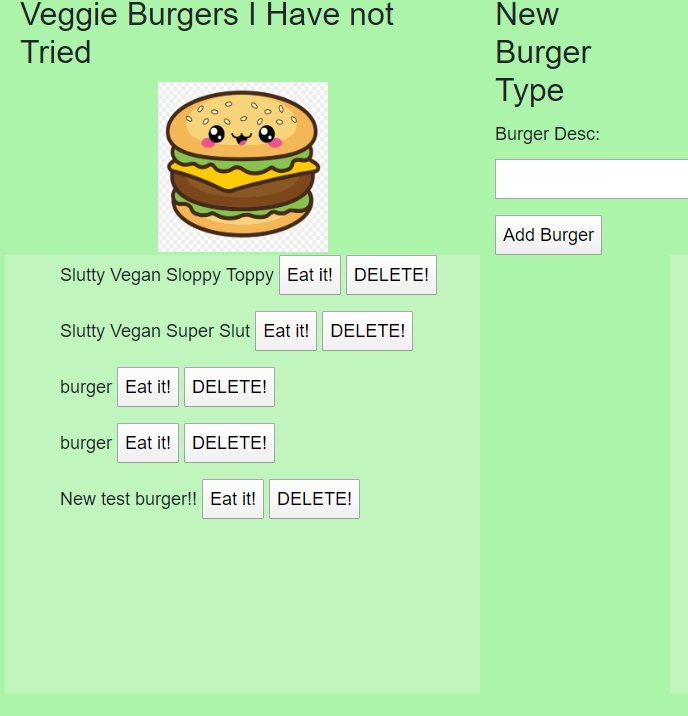 Veggie Burgers I Have not
Tried
Slutty Vegan Sloppy Toppy Eat it! DELETE!
Slutty Vegan Super Slut Eat it! DELETE!
burger Eat it! DELETE!
burger Eat it! DELETE!
New test burger!! Eat it! DELETE!
New
Burger
Type
Burger Desc:
Add Burger